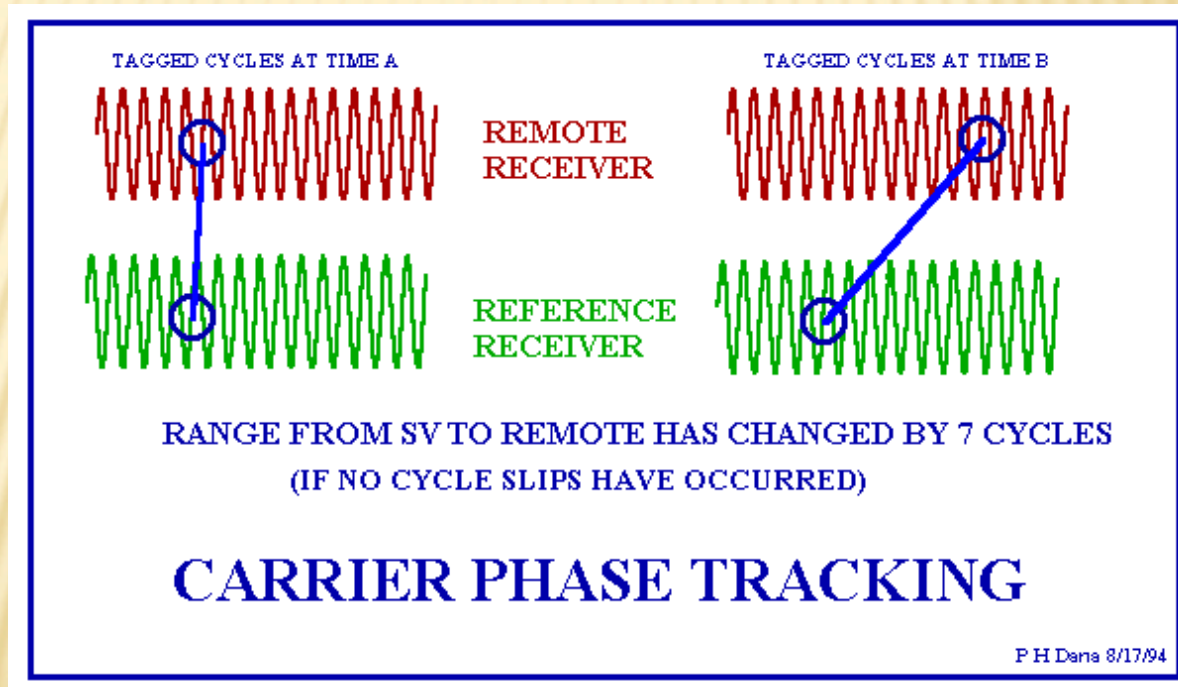 TAGGED CYCLES AT TIME A
TAGGED CYCLES AT TIME B
REMOTE
RECEIVER
REFERENCE
RECEIVER
RANGE FROM SV TO REMOTE HAS CHANGED BY 7 CYCLES
(IF NO CYCLE SLIPS HAVE OCCURRED)
CARRIER PHASE TRACKING
P H Dana 8/17/94